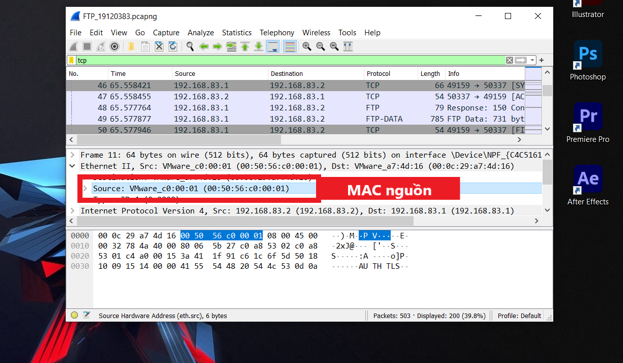 FTP_19120383.pcapng
File Edit View Go Capture Analyze Statistics Telephony Wireless Tools Help
tcp
No. Time Source Destination Protocol Length Info
46 65.558421 192.168.83.1 192.168.83.2 TCP 66 49159 → 50337 [SY
47 65.558455 192.168.83.2 192.168.83.1 TCP 54 50337 → 49159 [AC
48 65.577764 192.168.83.1 192.168.83.2 FTP 79 Response: 150 Con
49 65.577877 192.168.83.1 192.168.83.2 FTP-DATA 785 FTP Data: 731 byt
50 65.577946 192.168.83.1 192.168.83.2 TCP 54 49159 → 50337 [FI
Frame 11: 64 bytes on wire (512 bits), 64 bytes captured (512 bits) on interface \Device\NPF_{C4C5161
Ethernet II, Src: VMware_c0:00:01 (00:50:56:c0:00:01), Dst: VMware_a7:4d:16 (00:0c:29:a7:4d:16)
Source: VMware_c0:00:01 (00:50:56:c0:00:01)
MAC nguồn
Internet Protocol Version 4, Src: 192.168.83.2 (192.168.83.2), Dst: 192.168.83.1 (192.168.83.1)
0000 00 0c 29 a7 4d 16 00 50 56 c0 00 01 08 00 45 00 ··)·M··P V·····E·
0010 00 32 78 4a 40 00 80 06 5b 27 c0 a8 53 02 c0 a8 ·2xJ@··· ['··S···
0020 53 01 c4 a0 00 15 3a 41 1f 91 c6 1c 6f 5d 50 18 S·····:A ····o]P·
0030 10 09 15 14 00 00 41 55 54 48 20 54 4c 53 0d 0a ······AU TH TLS··
Source Hardware Address (eth.src), 6 bytes
Packets: 503 · Displayed: 200 (39.8%)
Profile: Default
Illustrator
Ps
Photoshop
Pr
Premiere Pro
Ae
After Effects